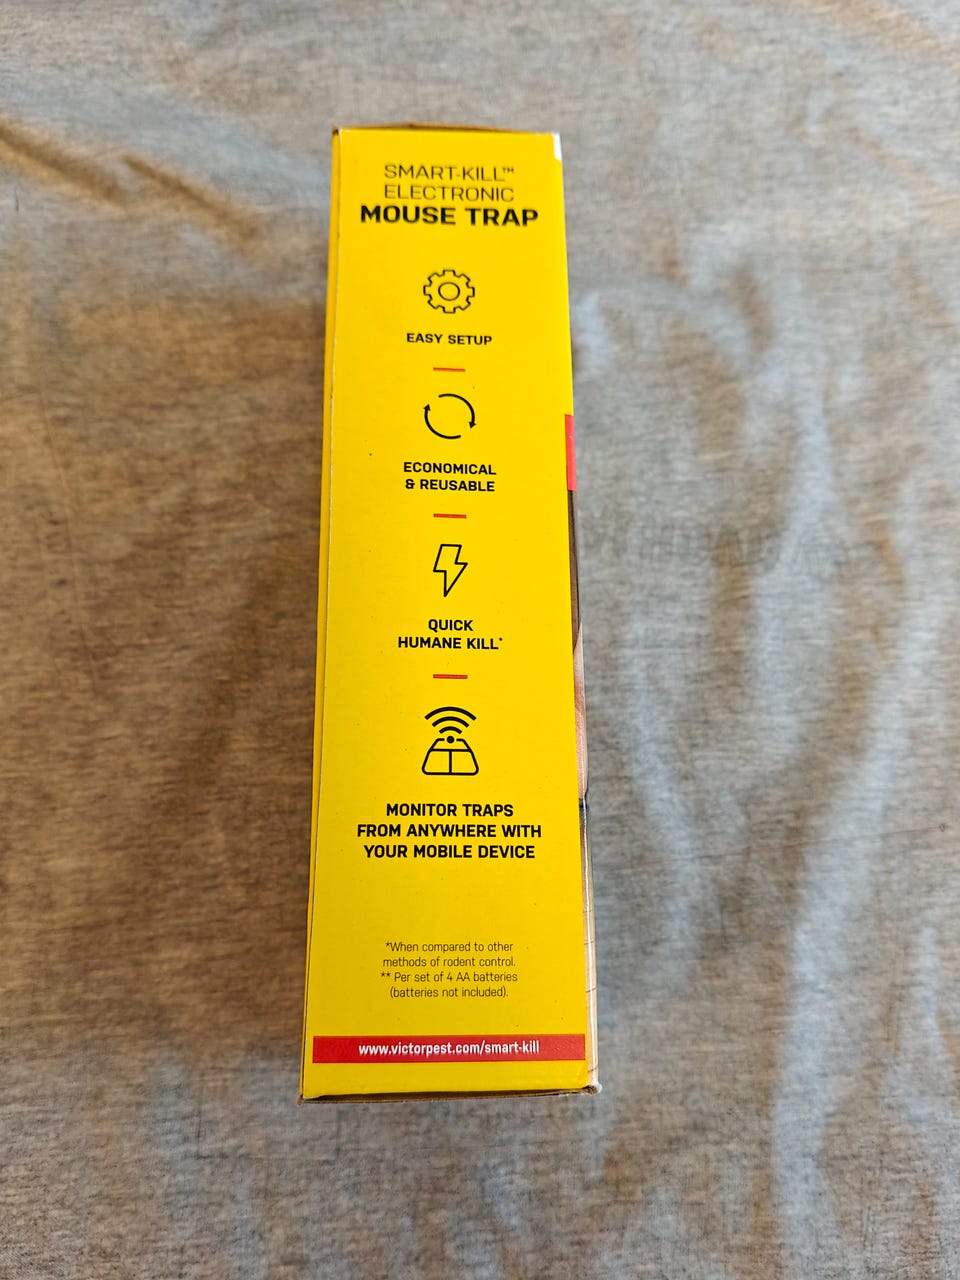 SMART-KILL™
ELECTRONIC
MOUSE TRAP
EASY SETUP
ECONOMICAL
& REUSABLE
QUICK
HUMANE KILL*
MONITOR TRAPS
FROM ANYWHERE WITH
YOUR MOBILE DEVICE
*When compared to other
methods of rodent control.
** Per set of 4 AA batteries
(batteries not included).
www.victorpest.com/smart-kill